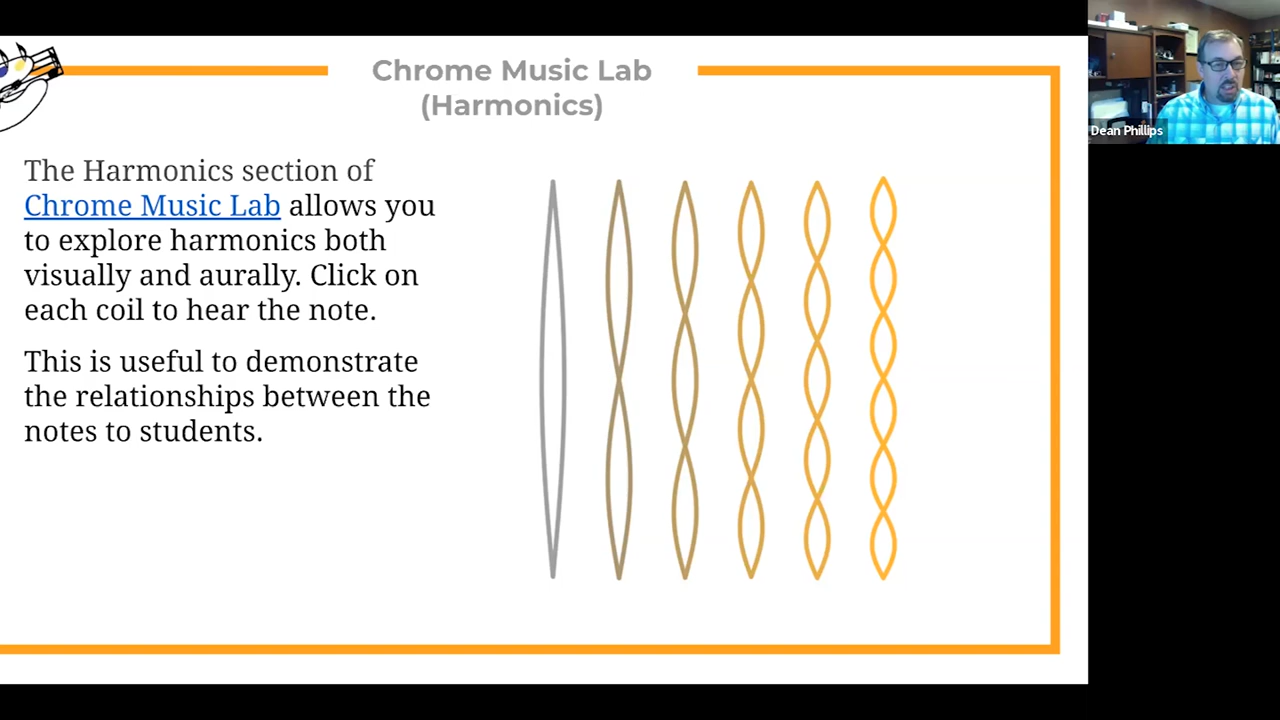 Chrome Music Lab
(Harmonics)
Dean Phillips
The Harmonics section of
Chrome Music Lab allows you
to explore harmonics both
visually and aurally. Click on
each coil to hear the note.
This is useful to demonstrate
the relationships between the
notes to students.